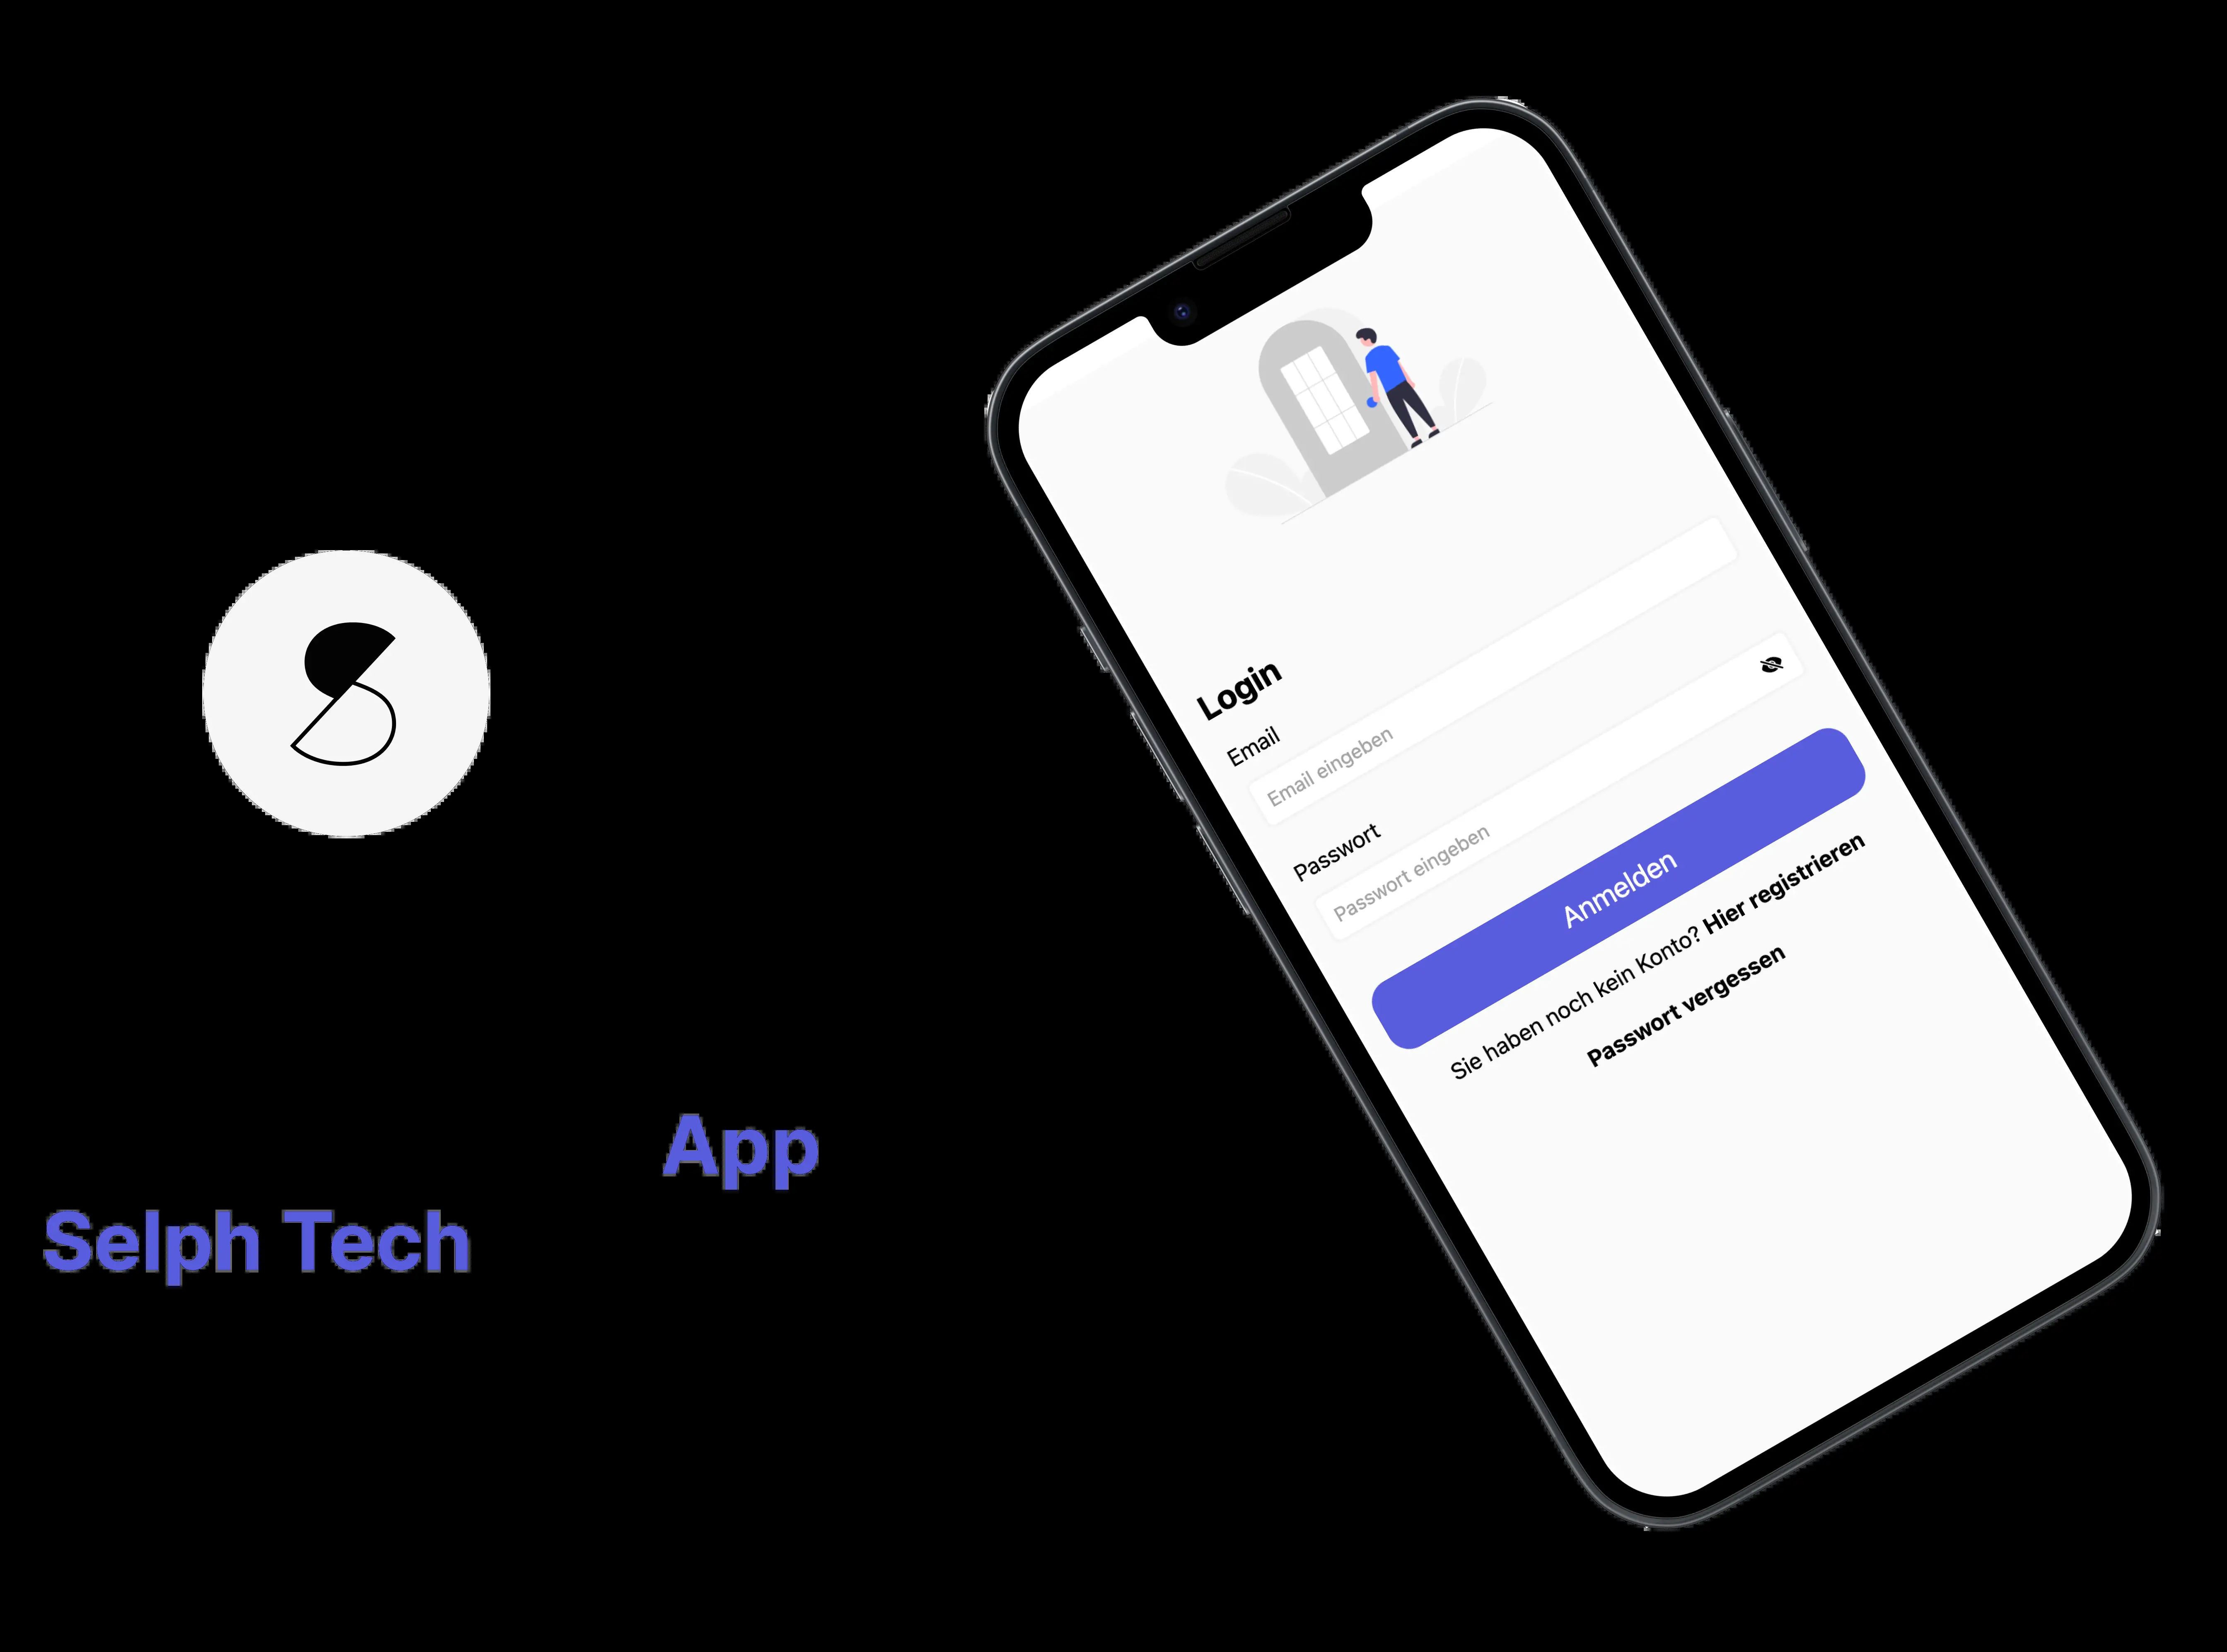 App
Selph Tech
Login
Email
Email eingeben
Passwort
Passwort eingeben
Anmelden
Sie haben noch kein Konto? Hier registrieren
Passwort vergessen